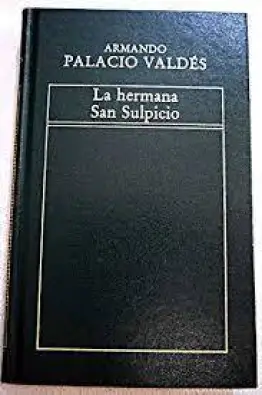 ARMANDO
PALACIO VALDÉS
La hermana
San Sulpicio